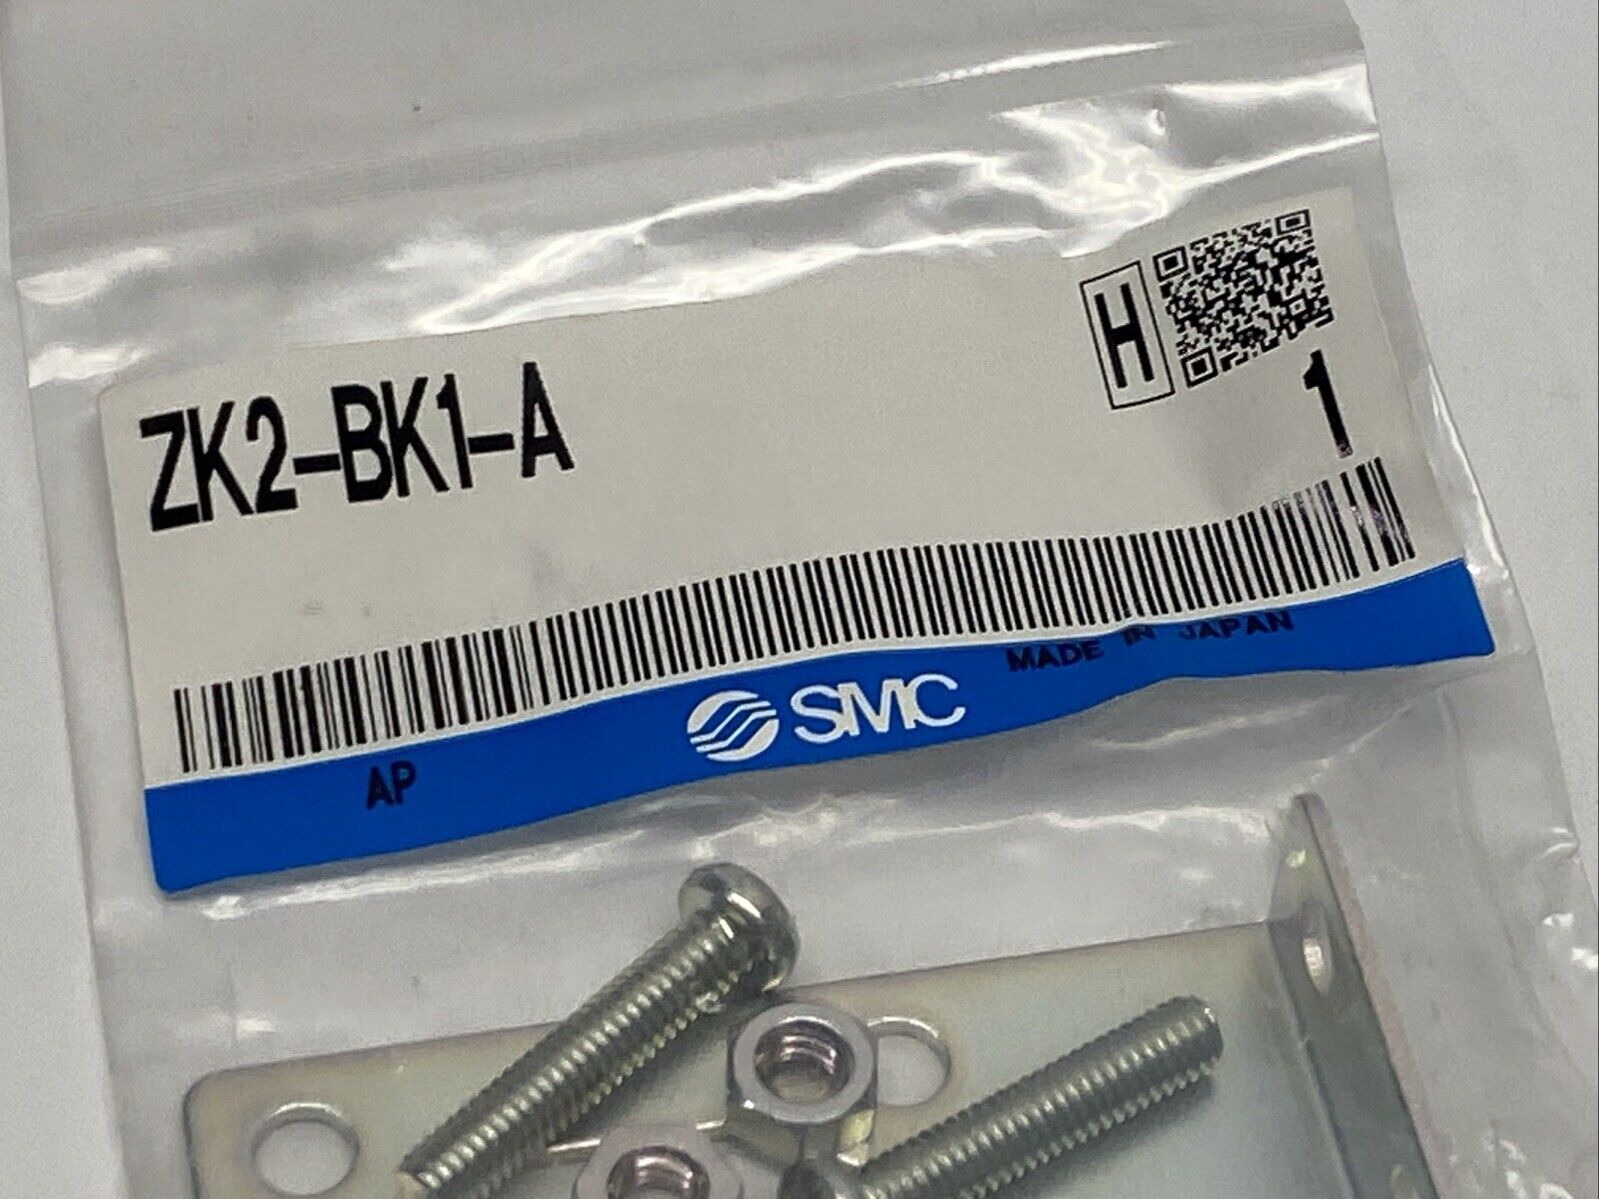 H
ZK2-BK1-A
1
MADE IN JAPAN
SMC
AP